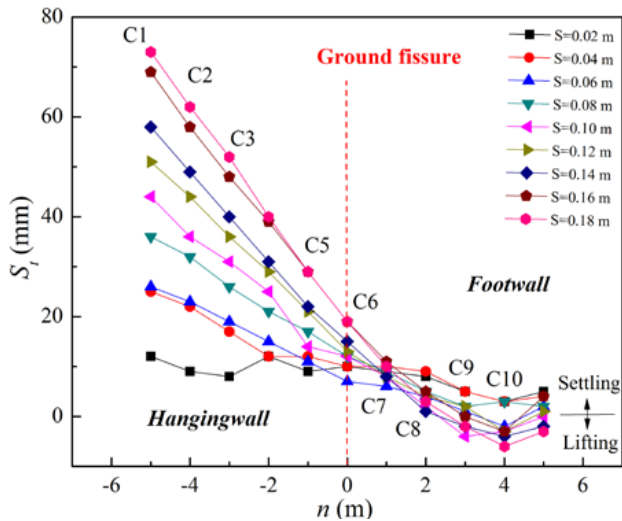 80
60
40
20
0
S_t (mm)
C1
C2
C3
C5
C6
C7
C8
C9
C10
Ground fissure
Hangingwall
Footwall
Settling
Lifting
S=0.02 m
S=0.04 m
S=0.06 m
S=0.08 m
S=0.10 m
S=0.12 m
S=0.14 m
S=0.16 m
S=0.18 m
-6 -4 -2 0 2 4 6
n (m)